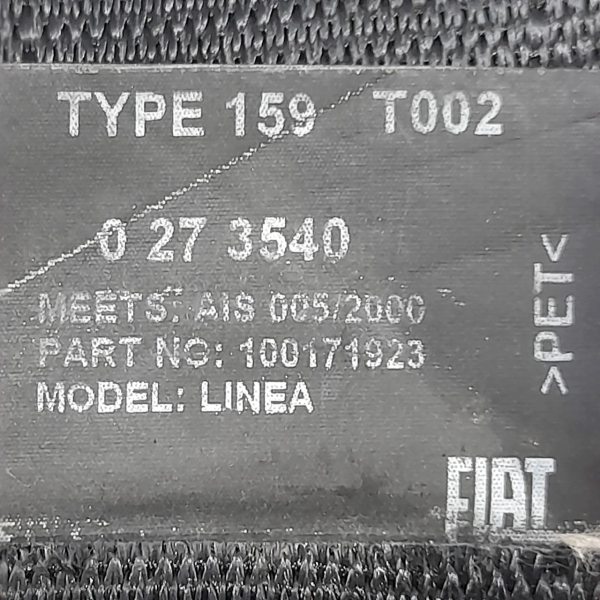 TYPE 159 T002
0 27 3540
MEETS: AIS 005/2000
PART NO: 100171923
MODEL: LINEA
>PET<
FIAT